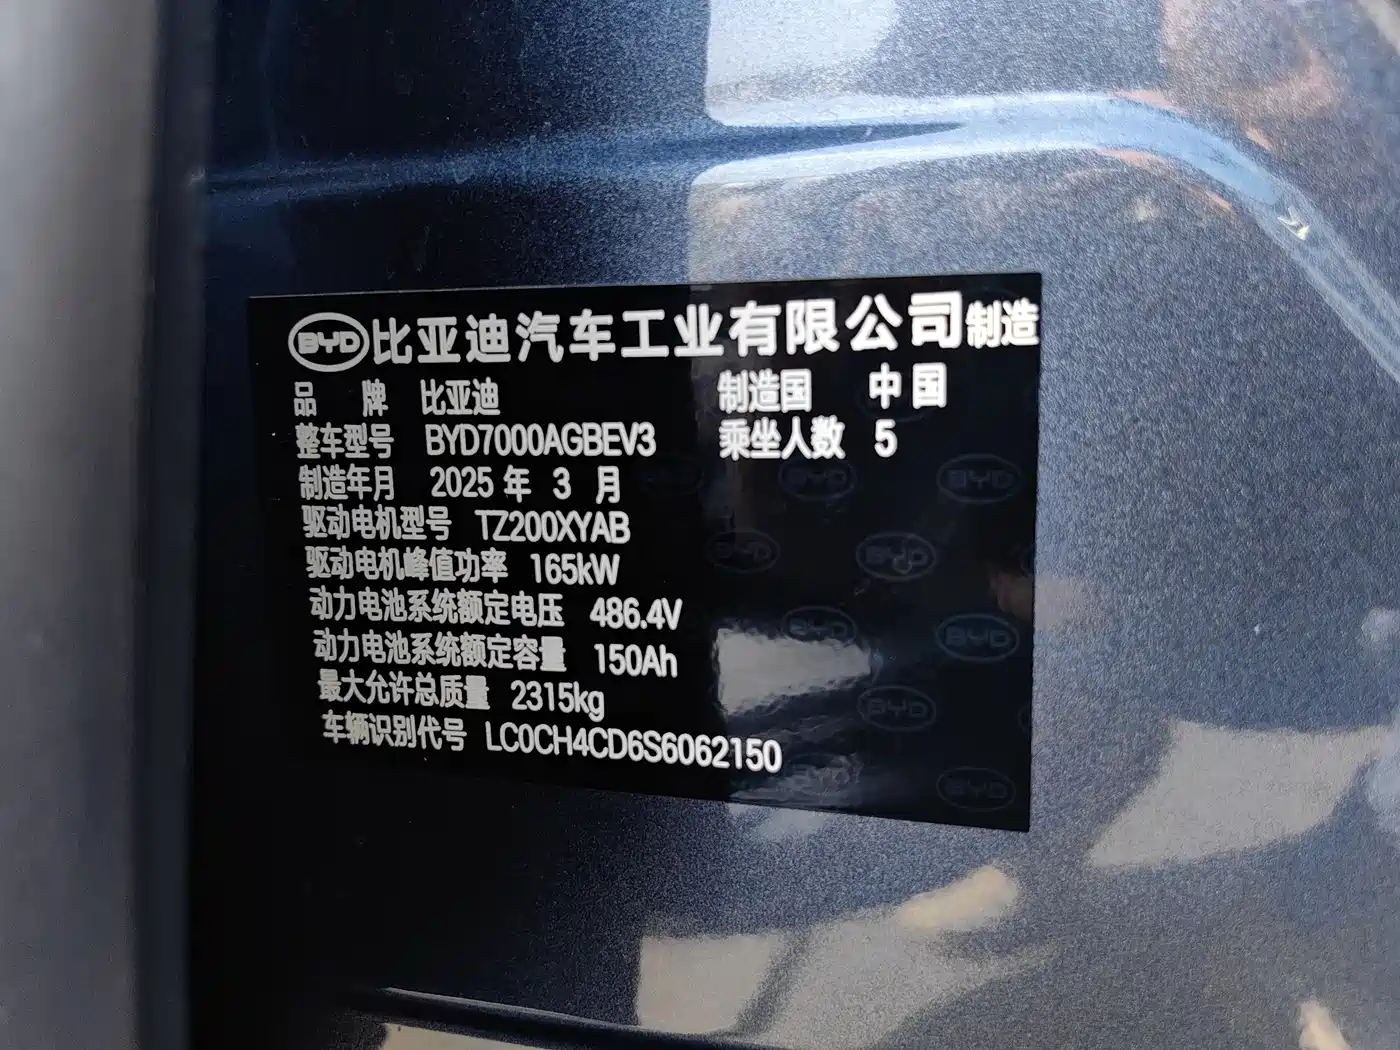 BYD 比亚迪汽车工业有限公司制造
品 牌 比亚迪 制造国 中国
整车型号 BYD7000AGBEV3 乘坐人数 5
制造年月 2025 年 3 月
驱动电机型号 TZ200XYAB
驱动电机峰值功率 165kW
动力电池系统额定电压 486.4V
动力电池系统额定容量 150Ah
最大允许总质量 2315kg
车辆识别代号 LC0CH4CD6S6062150